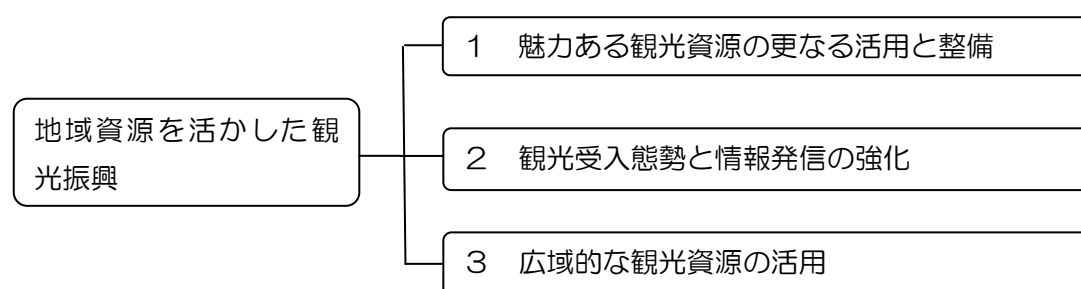 地域資源を活かした観
光振興
１　魅力ある観光資源の更なる活用と整備
２　観光受入態勢と情報発信の強化
３　広域的な観光資源の活用